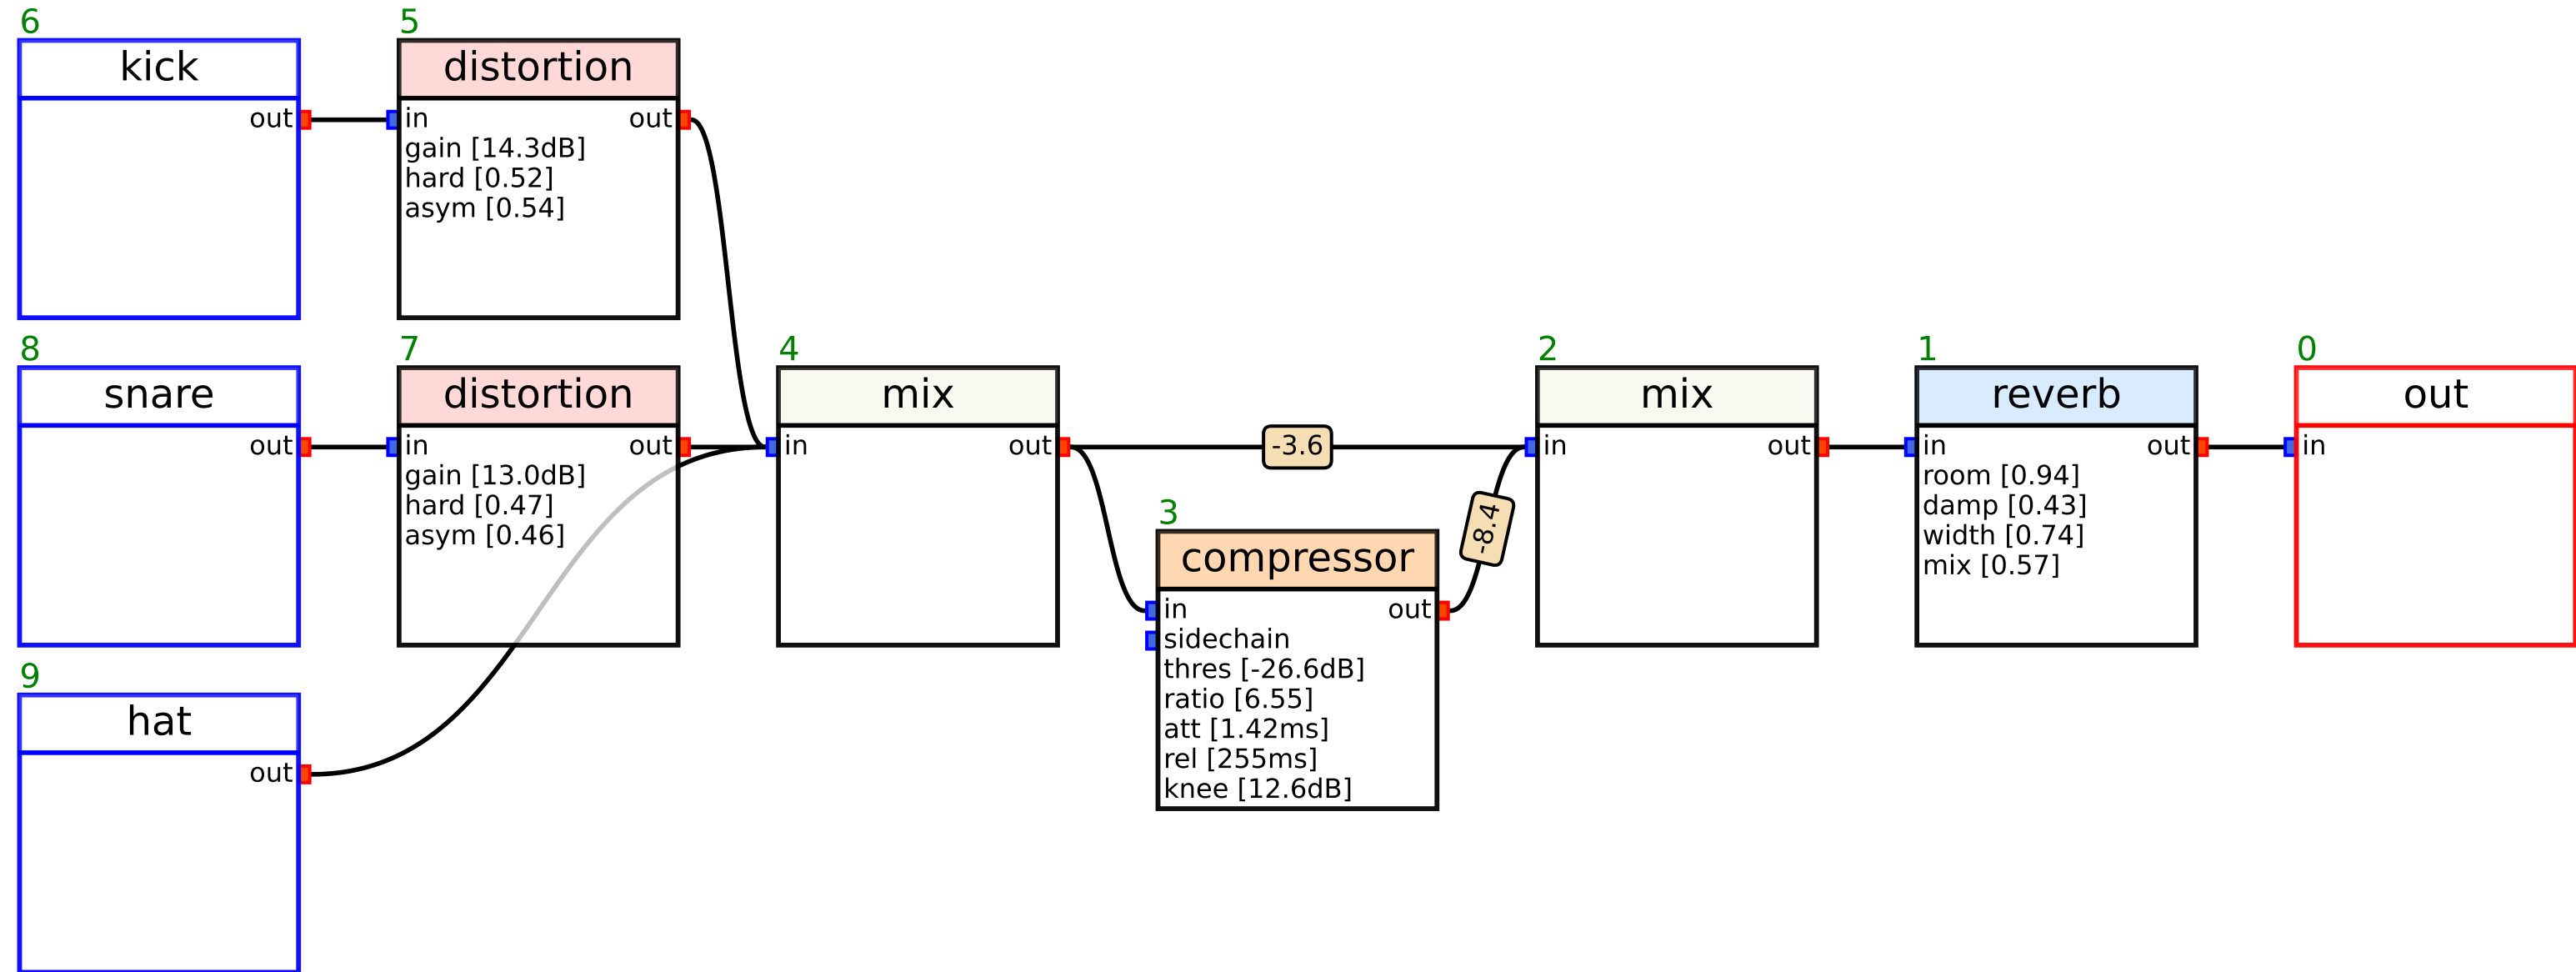 6
kick
out
5
distortion
in out
gain [14.3dB]
hard [0.52]
asym [0.54]
8
snare
out
7
distortion
in out
gain [13.0dB]
hard [0.47]
asym [0.46]
9
hat
out
4
mix
in out
-3.6
3
compressor
in out
sidechain
thres [-26.6dB]
ratio [6.55]
att [1.42ms]
rel [255ms]
knee [12.6dB]
-8.4
2
mix
in out
1
reverb
in out
room [0.94]
damp [0.43]
width [0.74]
mix [0.57]
0
out
in